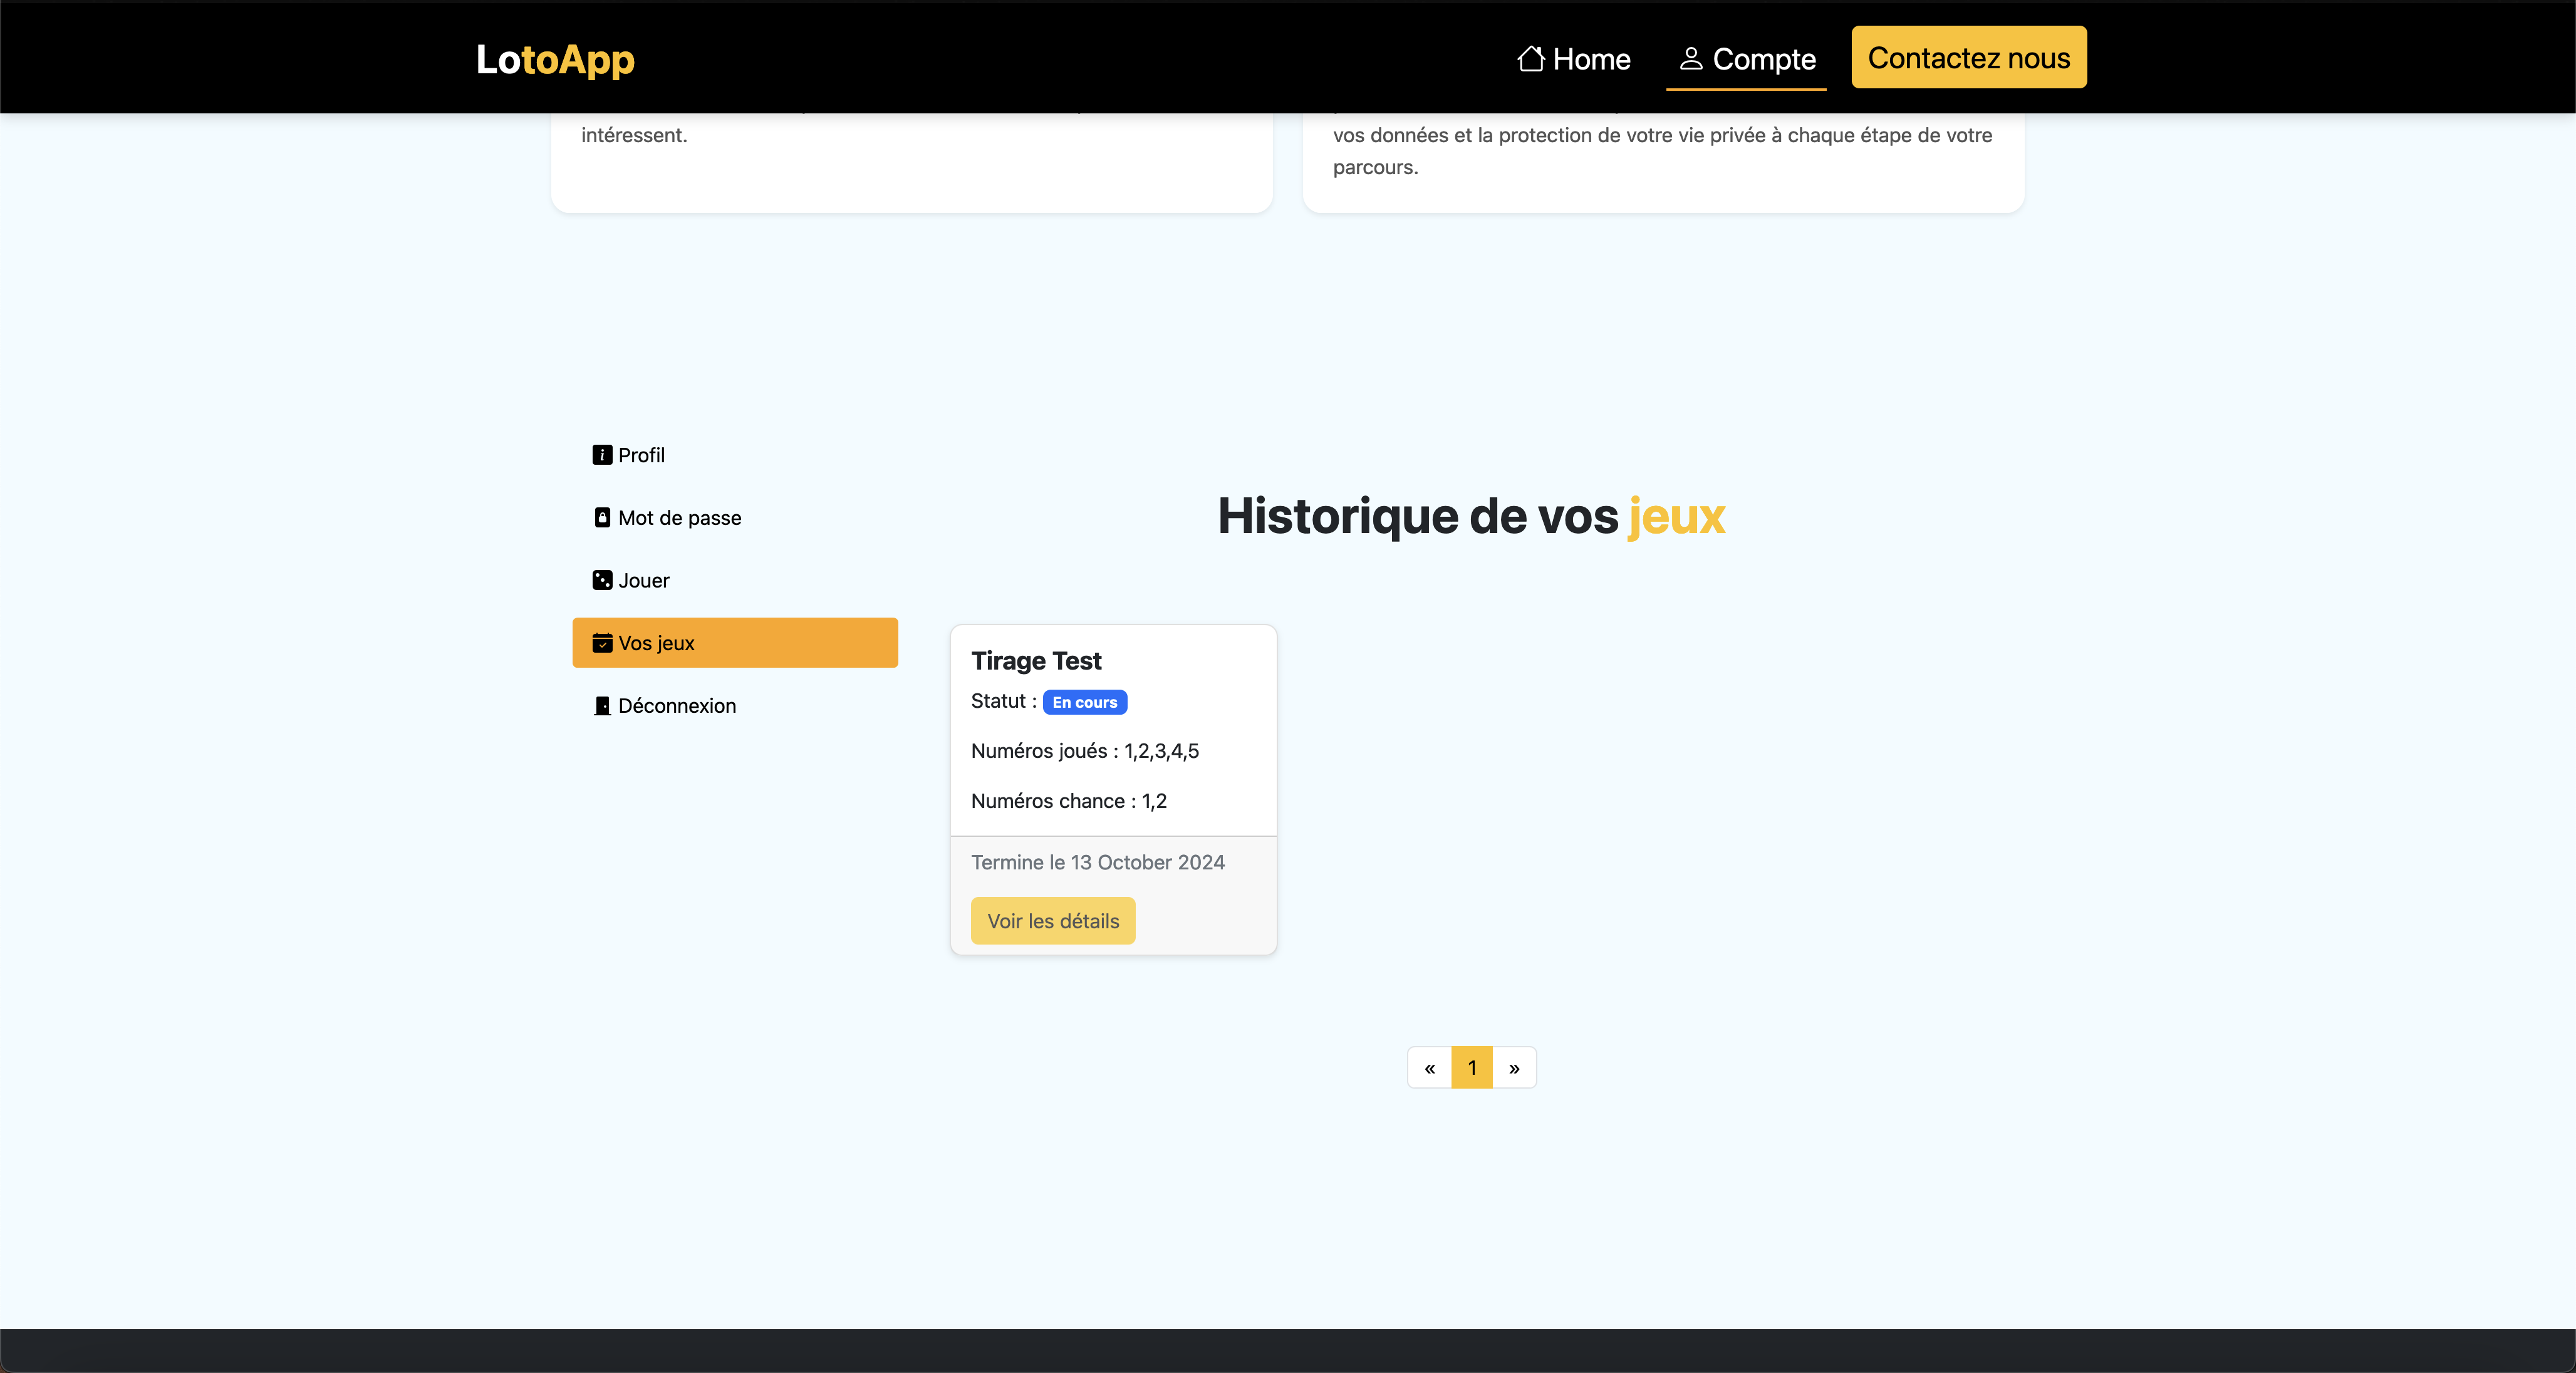 LotoApp
Home
Compte
Contactez nous
intéressent.
vos données et la protection de votre vie privée à chaque étape de votre
parcours.
Profil
Mot de passe
Jouer
Vos jeux
Déconnexion
Historique de vos jeux
Tirage Test
Statut : En cours
Numéros joués : 1,2,3,4,5
Numéros chance : 1,2
Termine le 13 October 2024
Voir les détails
« 1 »